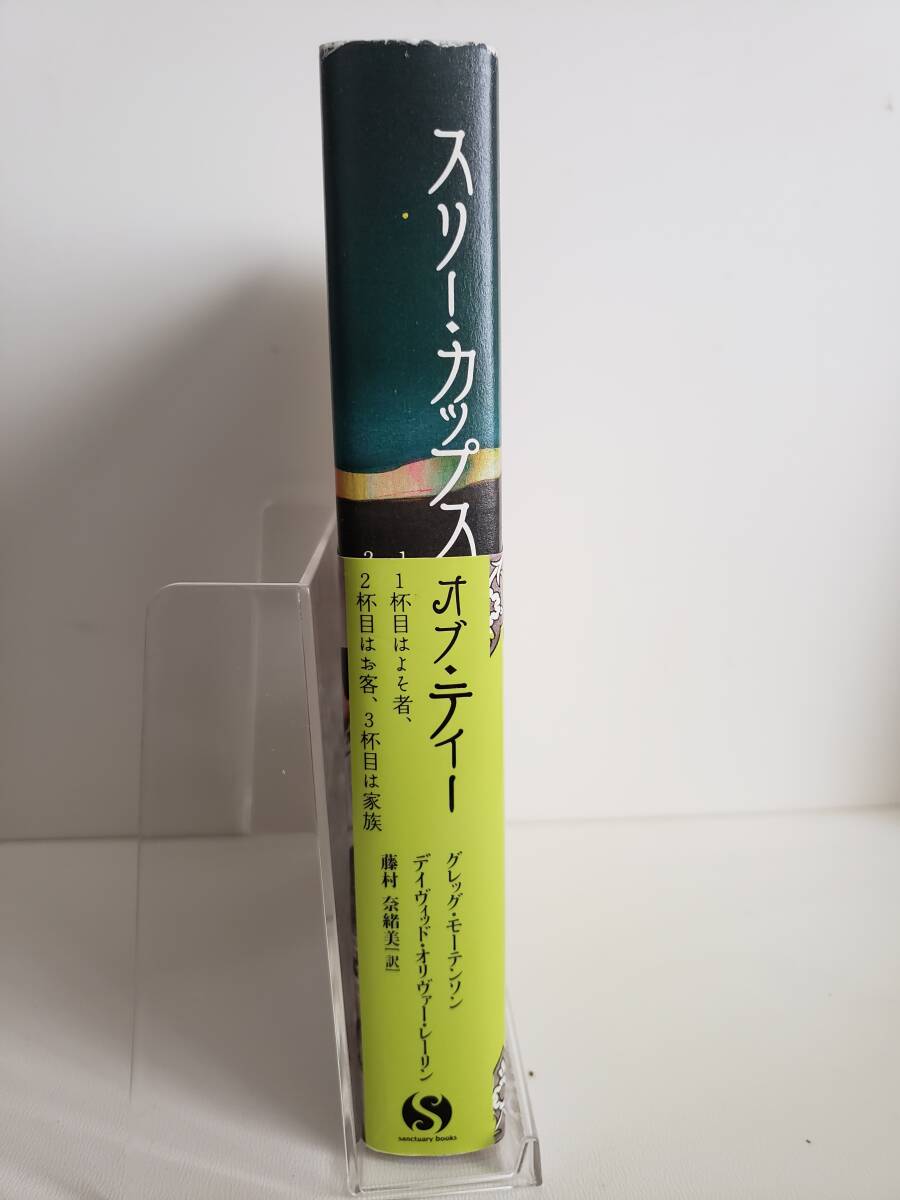 スリー・カップス・オブ・ティー
1杯目はよそ者、
2杯目はお客、3杯目は家族
グレッグ・モーテンソン
デイヴィッド・オリヴァー・レーリン
藤村 奈緒美｜訳
sanctuary books